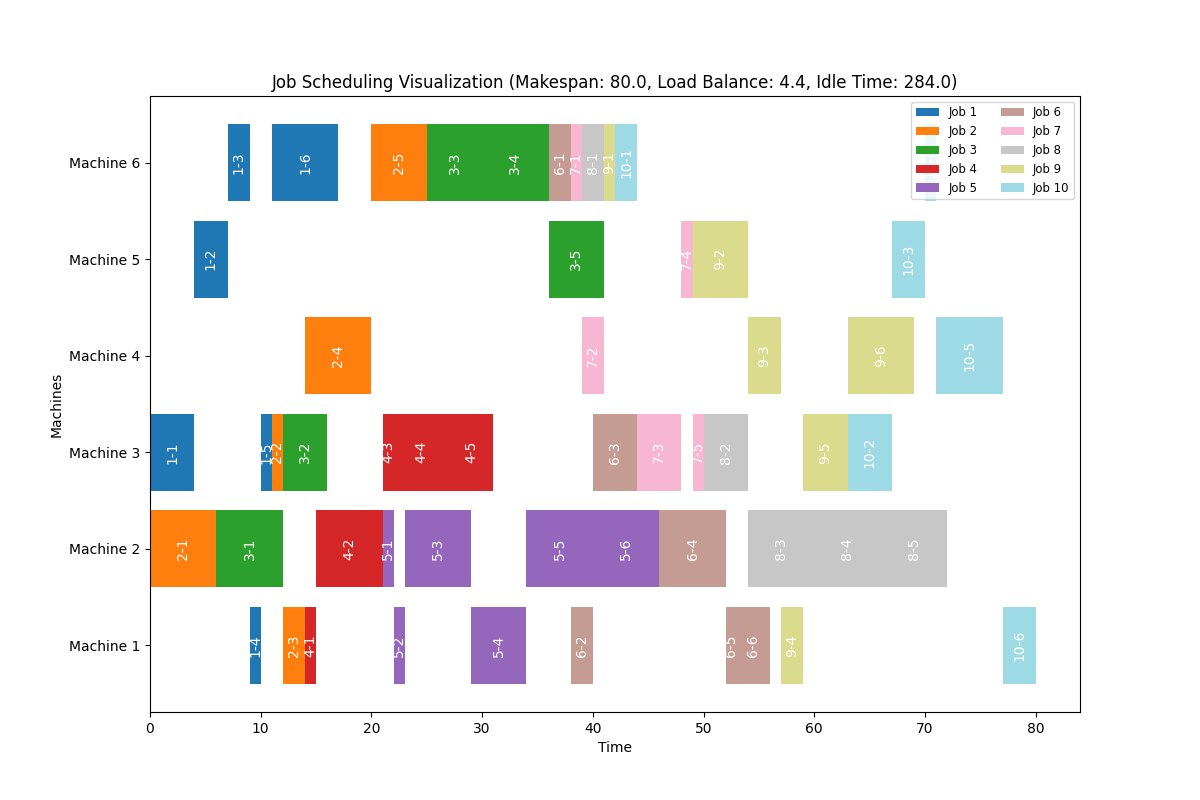 Job Scheduling Visualization (Makespan: 80.0, Load Balance: 4.4, Idle Time: 284.0)
Job 1
Job 2
Job 3
Job 4
Job 5
Job 6
Job 7
Job 8
Job 9
Job 10
Machines
Machine 6
1-3
1-6
2-5
3-3
3-4
6-1
7-1
8-1
9-1
10-1
Machine 5
1-2
3-5
7-4
9-2
10-3
Machine 4
2-4
7-2
9-3
9-6
10-5
Machine 3
1-1
1-5
2-2
3-2
4-3
4-4
4-5
6-3
7-3
7-5
8-2
9-5
10-2
Machine 2
2-1
3-1
4-2
5-1
5-3
5-5
5-6
6-4
8-3
8-4
8-5
Machine 1
1-4
2-3
4-1
5-2
5-4
6-2
6-5
6-6
9-4
10-6
0 10 20 30 40 50 60 70 80
Time